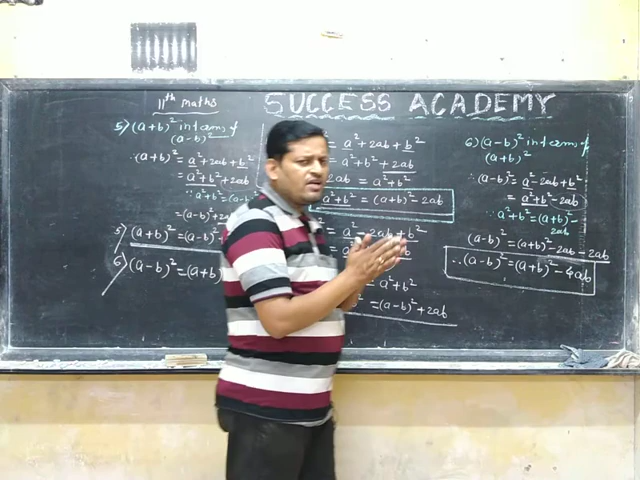 11th maths
SUCCESS ACADEMY
5) (a+b)² in terms of
(a-b)²
∴(a+b)² = a²+2ab+b²
= a²+b²+2ab
∵ a²+b² =(a-b
=(a-b)²+2a
5) (a+b)² =(a-b)²+
6) (a-b)² =(a+b)
= a²+2ab+b²
= a²+b²+2ab
2ab = a²+b²
a²+b² = (a+b)²-2ab
= a²-2ab+b²
= a²+b²
² =(a-b)²+2ab
6) (a-b)² in terms of
(a+b)²
∴(a-b)² = a²-2ab+b²
= a²+b²-2ab
∵ a²+b² =(a+b)²
2ab
(a-b)² =(a+b)²-2ab-2ab
∴(a-b)² =(a+b)²-4ab